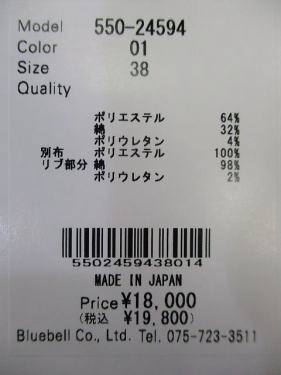 Model 550-24594
Color 01
Size 38
Quality
ポリエステル 64%
綿 32%
ポリウレタン 4%
別布 ポリエステル 100%
リブ部分 綿 98%
ポリウレタン 2%
5502459438014
MADE IN JAPAN
Price ¥18,000
(税込 ¥19,800)
Bluebell Co., Ltd. Tel. 075-723-3511